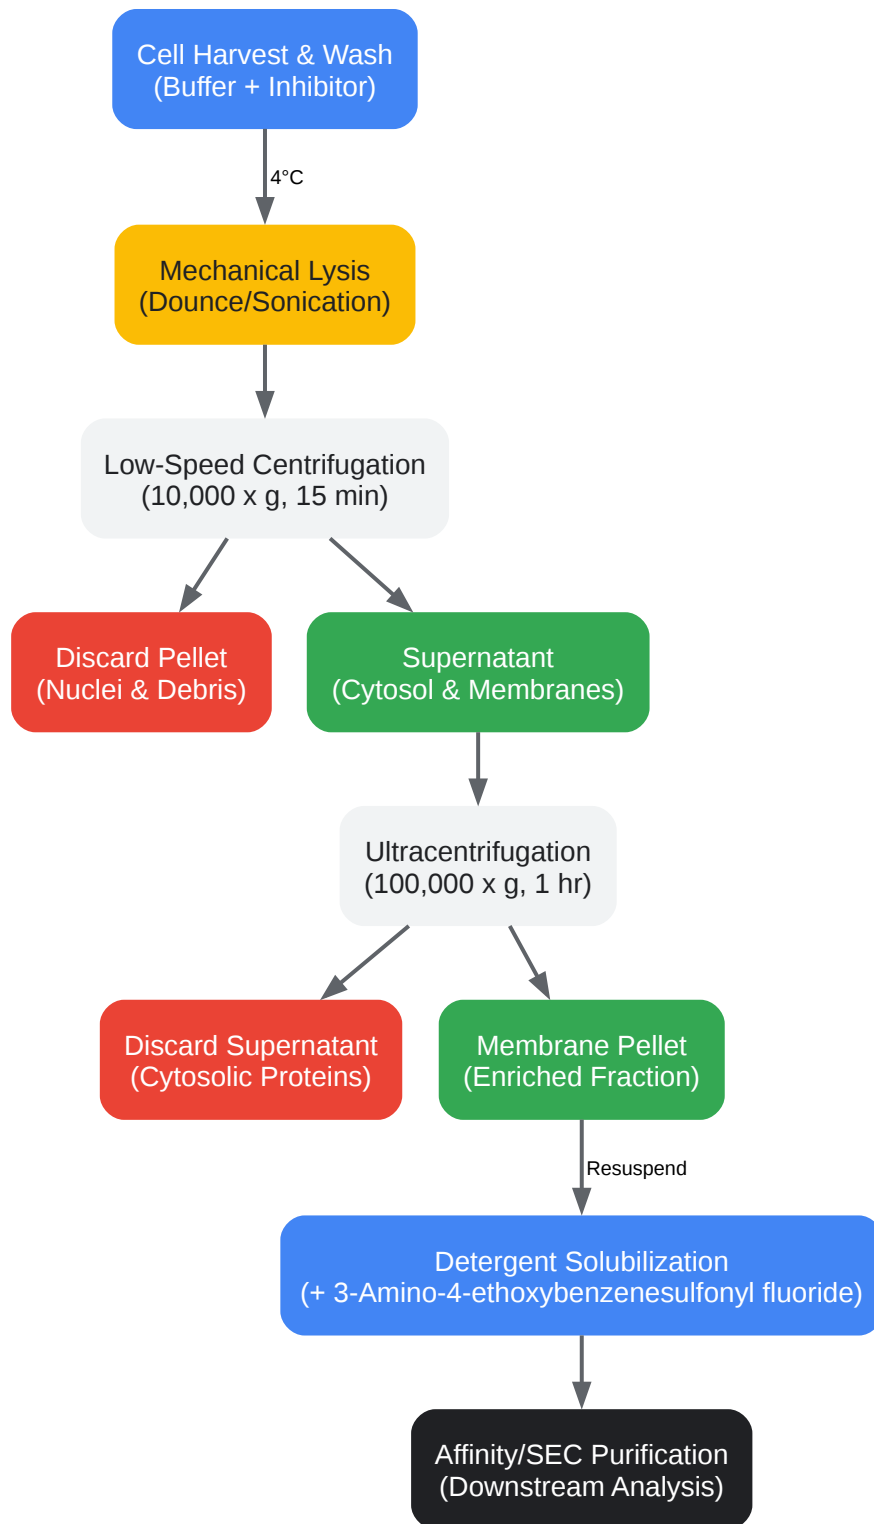 Cell Harvest & Wash
(Buffer + Inhibitor)
4°C
Mechanical Lysis
(Dounce/Sonication)
Low-Speed Centrifugation
(10,000 x g, 15 min)
Discard Pellet
(Nuclei & Debris)
Supernatant
(Cytosol & Membranes)
Ultracentrifugation
(100,000 x g, 1 hr)
Discard Supernatant
(Cytosolic Proteins)
Membrane Pellet
(Enriched Fraction)
Resuspend
Detergent Solubilization
(+ 3-Amino-4-ethoxybenzenesulfonyl fluoride)
Affinity/SEC Purification
(Downstream Analysis)